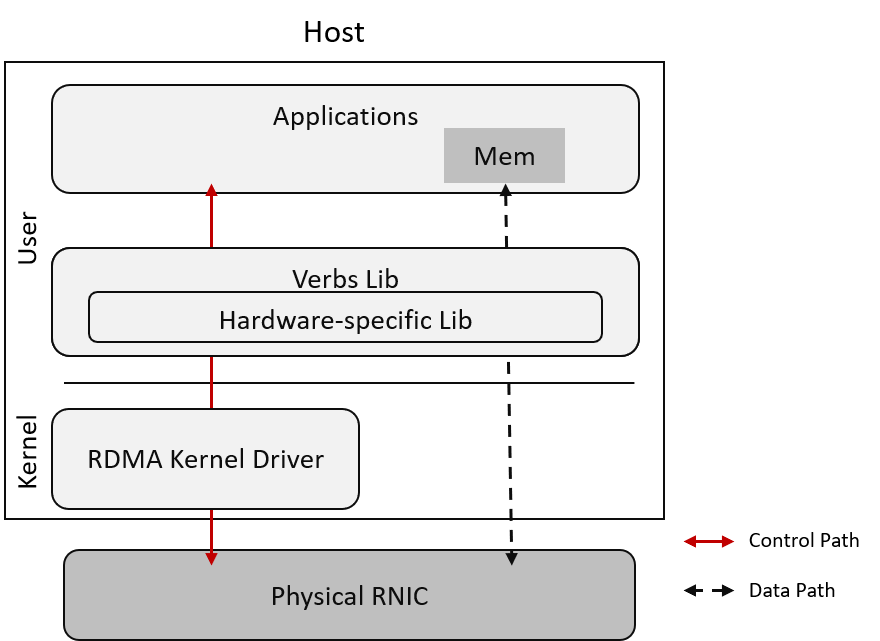 Host
Applications
Mem
User
Verbs Lib
Hardware-specific Lib
Kernel
RDMA Kernel Driver
Physical RNIC
Control Path
Data Path